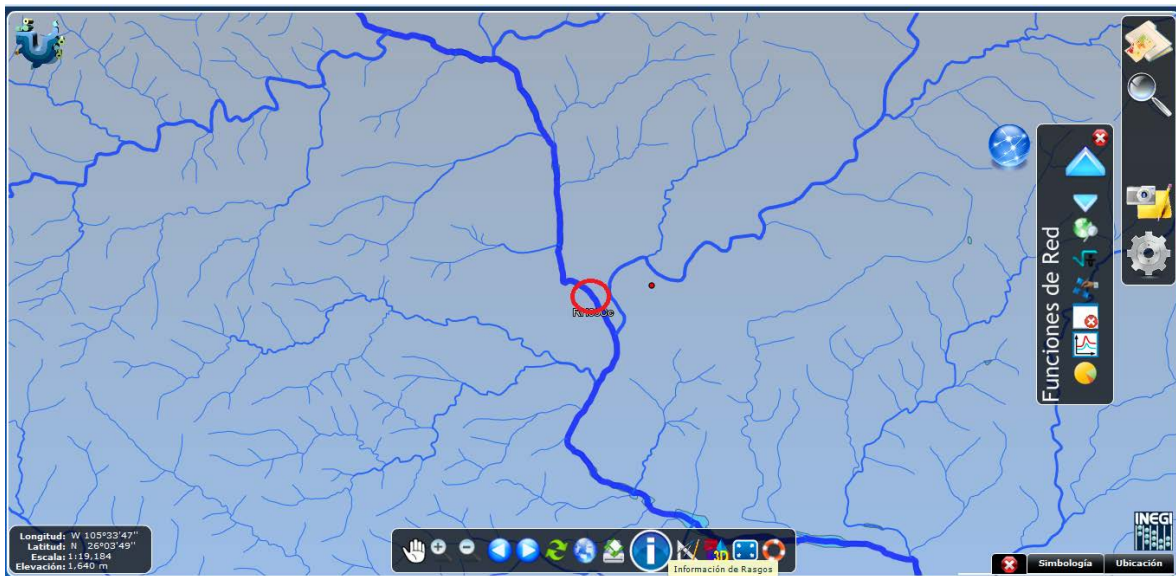 Funciones de Red
Longitud: W 105°33'47"
Latitud: N 26°03'49"
Escala: 1:19,184
Elevación: 1,640 m
3D
Información de Rasgos
INEGI
Simbología
Ubicación